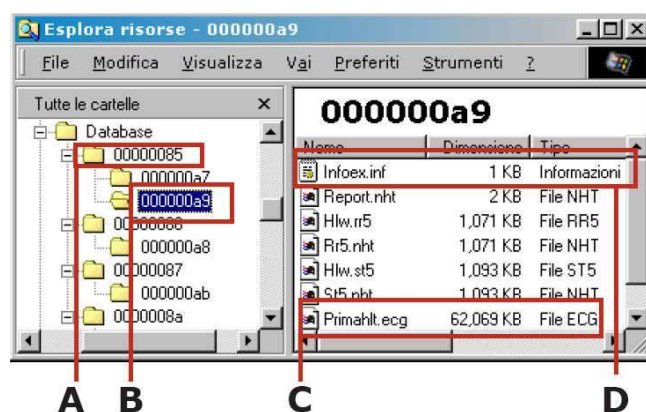 Esplora risorse - 000000a9
File Modifica Visualizza Vai Preferiti Strumenti ?
Tutte le cartelle x
Database
00000085
000000a7
000000a9
00000087
000000a8
000000ab
0000008a
000000a9
Nome Dimensione Tipo
Infoex.inf 1 KB Informazioni
Report.nht 2 KB File NHT
Hlw.rr5 1,071 KB File RR5
Rr5.nht 1,071 KB File NHT
Hlw.st5 1,093 KB File ST5
St5.nht 1,093 KB File NHT
Primahlt.ecg 62,069 KB File ECG
A B C D